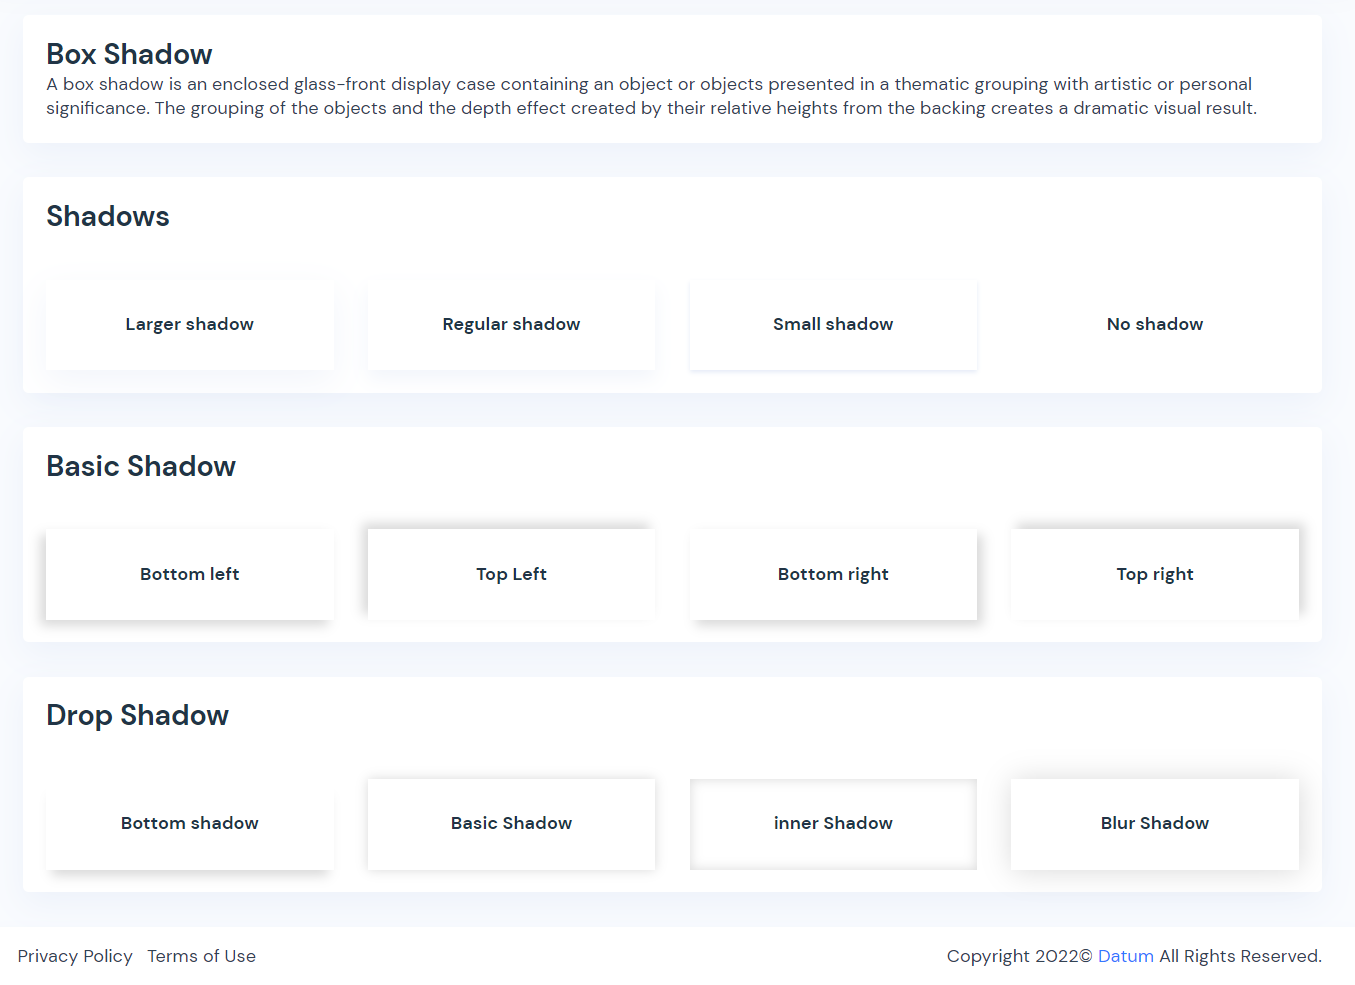 Box Shadow
A box shadow is an enclosed glass-front display case containing an object or objects presented in a thematic grouping with artistic or personal
significance. The grouping of the objects and the depth effect created by their relative heights from the backing creates a dramatic visual result.
Shadows
Larger shadow
Regular shadow
Small shadow
No shadow
Basic Shadow
Bottom left
Top Left
Bottom right
Top right
Drop Shadow
Bottom shadow
Basic Shadow
inner Shadow
Blur Shadow
Privacy Policy Terms of Use
Copyright 2022© Datum All Rights Reserved.